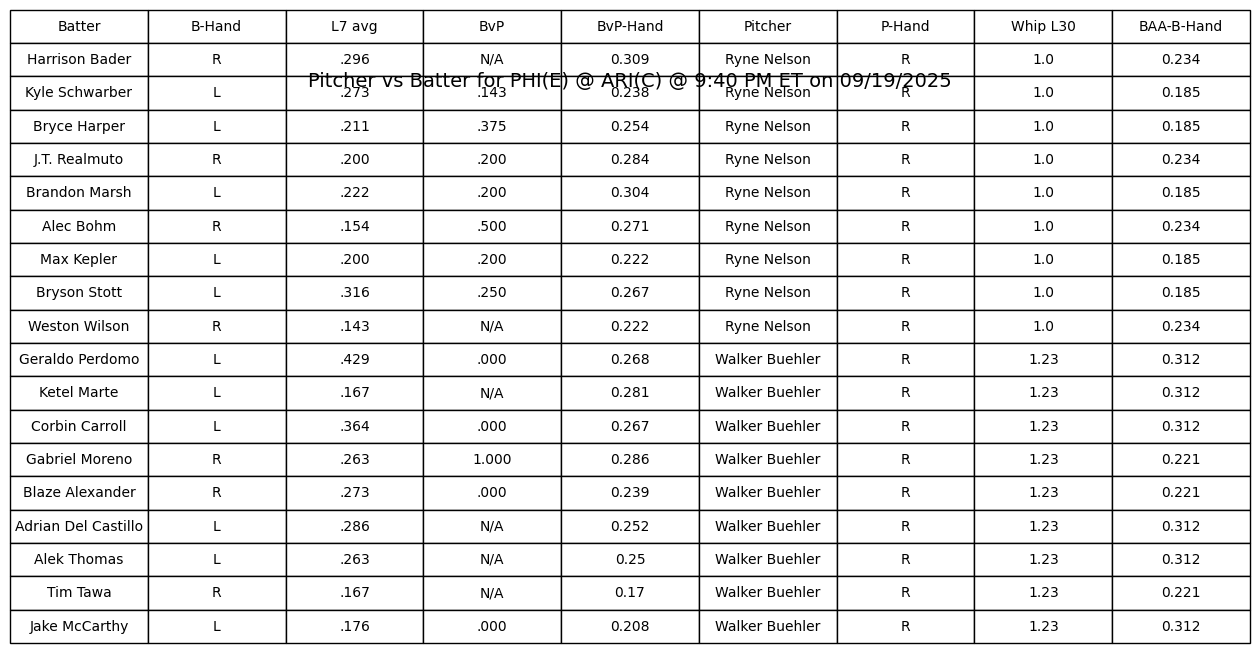 Batter B-Hand L7 avg BvP BvP-Hand Pitcher P-Hand Whip L30 BAA-B-Hand
Harrison Bader R .296 N/A 0.309 Ryne Nelson R 1.0 0.234
Pitcher vs Batter for PHI(E) @ ARI(C) @ 9:40 PM ET on 09/19/2025
Kyle Schwarber L .273 .143 0.238 Ryne Nelson R 1.0 0.185
Bryce Harper L .211 .375 0.254 Ryne Nelson R 1.0 0.185
J.T. Realmuto R .200 .200 0.284 Ryne Nelson R 1.0 0.234
Brandon Marsh L .222 .200 0.304 Ryne Nelson R 1.0 0.185
Alec Bohm R .154 .500 0.271 Ryne Nelson R 1.0 0.234
Max Kepler L .200 .200 0.222 Ryne Nelson R 1.0 0.185
Bryson Stott L .316 .250 0.267 Ryne Nelson R 1.0 0.185
Weston Wilson R .143 N/A 0.222 Ryne Nelson R 1.0 0.234
Geraldo Perdomo L .429 .000 0.268 Walker Buehler R 1.23 0.312
Ketel Marte L .167 N/A 0.281 Walker Buehler R 1.23 0.312
Corbin Carroll L .364 .000 0.267 Walker Buehler R 1.23 0.312
Gabriel Moreno R .263 1.000 0.286 Walker Buehler R 1.23 0.221
Blaze Alexander R .273 .000 0.239 Walker Buehler R 1.23 0.221
Adrian Del Castillo L .286 N/A 0.252 Walker Buehler R 1.23 0.312
Alek Thomas L .263 N/A 0.25 Walker Buehler R 1.23 0.312
Tim Tawa R .167 N/A 0.17 Walker Buehler R 1.23 0.221
Jake McCarthy L .176 .000 0.208 Walker Buehler R 1.23 0.312